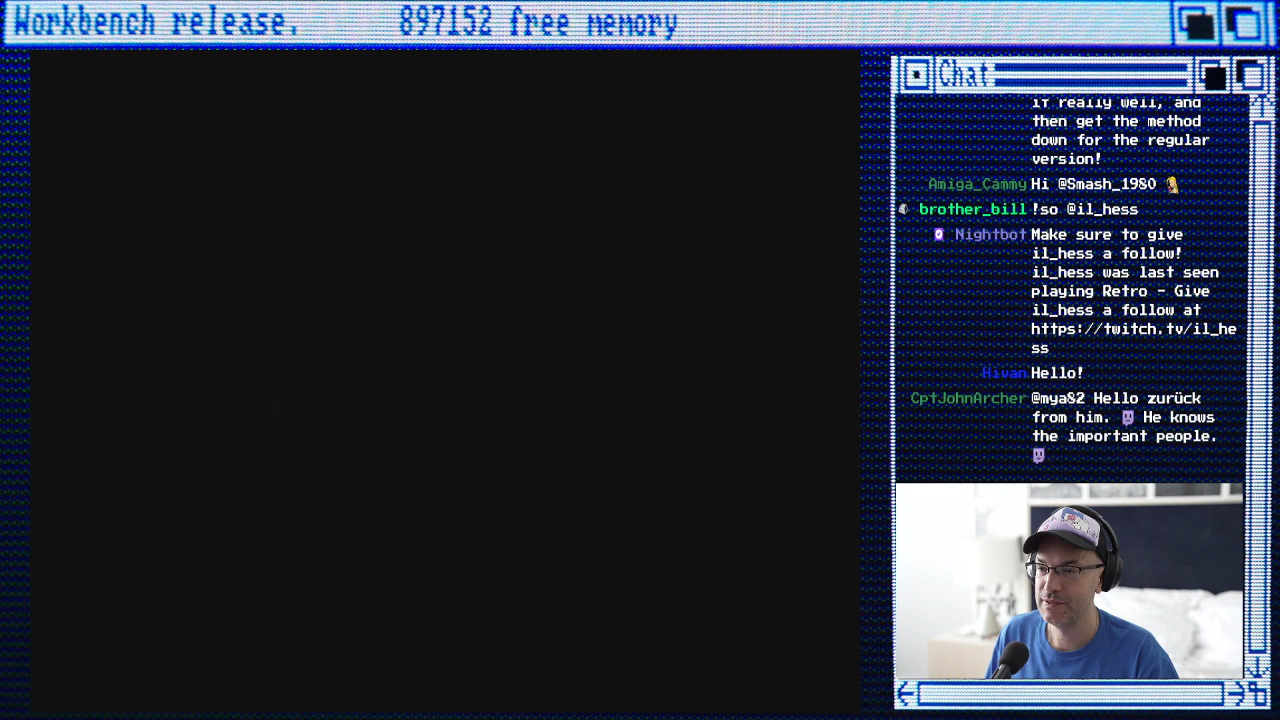 Workbench release. 897152 free memory
Chat
it really well, and
then get the method
down for the regular
version!
Amiga_Cammy Hi @Smash_1980
brother_bill !so @il_hess
Nightbot Make sure to give
il_hess a follow!
il_hess was last seen
playing Retro - Give
il_hess a follow at
https://twitch.tv/il_he
ss
Hivan Hello!
CptJohnArcher @mya82 Hello zurück
from him. He knows
the important people.